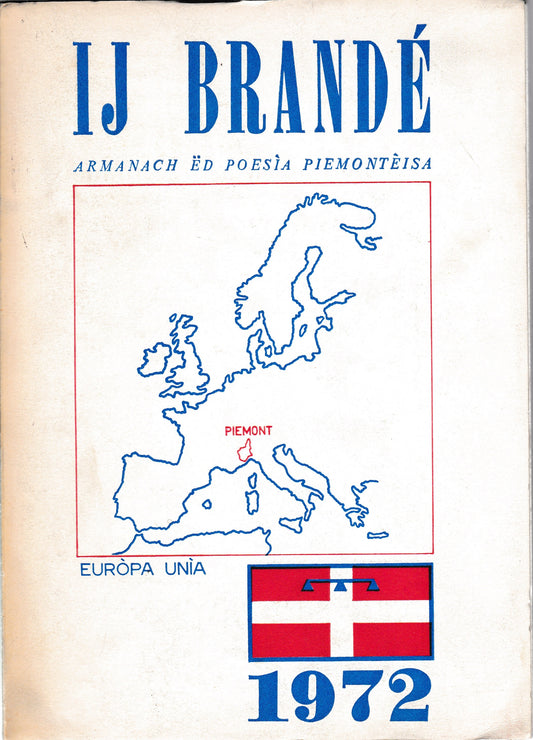 IJ BRANDÉ
ARMANACH ËD POESÌA PIEMONTÈISA
PIEMONT
EURÒPA UNÌA
1972